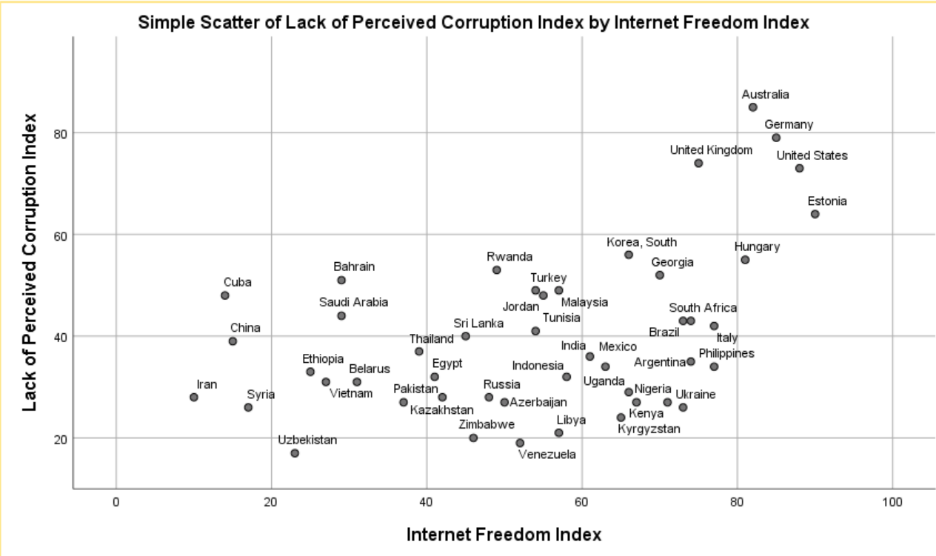 Simple Scatter of Lack of Perceived Corruption Index by Internet Freedom Index
Lack of Perceived Corruption Index
80
60
40
20
Australia
Germany
United Kingdom
United States
Estonia
Korea, South
Hungary
Rwanda
Georgia
Bahrain
Turkey
Cuba
Saudi Arabia
Jordan
Malaysia
South Africa
Tunisia
China
Sri Lanka
Brazil
Italy
Thailand
India
Mexico
Philippines
Ethiopia
Belarus
Egypt
Indonesia
Argentina
Iran
Syria
Vietnam
Pakistan
Russia
Uganda
Nigeria
Ukraine
Kazakhstan
Azerbaijan
Kenya
Zimbabwe
Libya
Kyrgyzstan
Uzbekistan
Venezuela
0
20
40
60
80
100
Internet Freedom Index